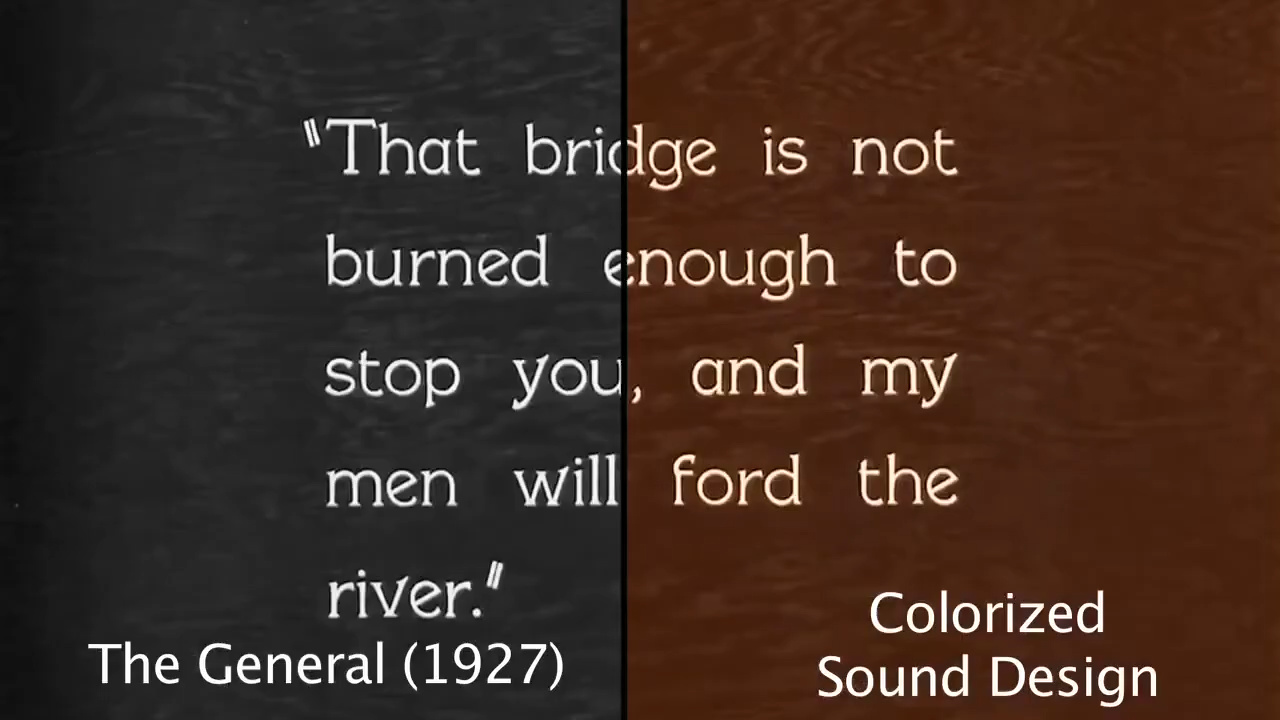 "That bridge is not
burned enough to
stop you, and my
men will ford the
river."
The General (1927)
Colorized
Sound Design